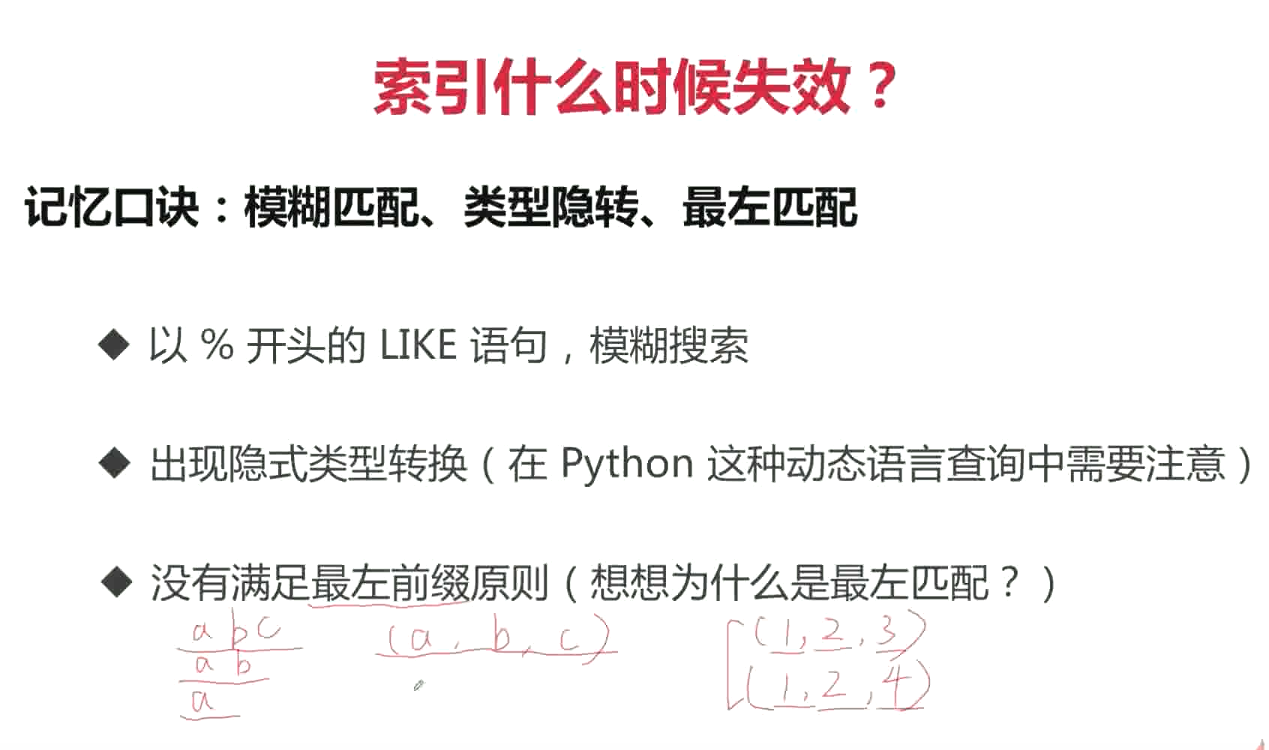 索引什么时候失效？
记忆口诀：模糊匹配、类型隐转、最左匹配
◆ 以 % 开头的 LIKE 语句，模糊搜索
◆ 出现隐式类型转换（在 Python 这种动态语言查询中需要注意）
◆ 没有满足最左前缀原则（想想为什么是最左匹配？）
a b c
a b
a
(a, b, c)
(1, 2, 3)
(1, 2, 4)